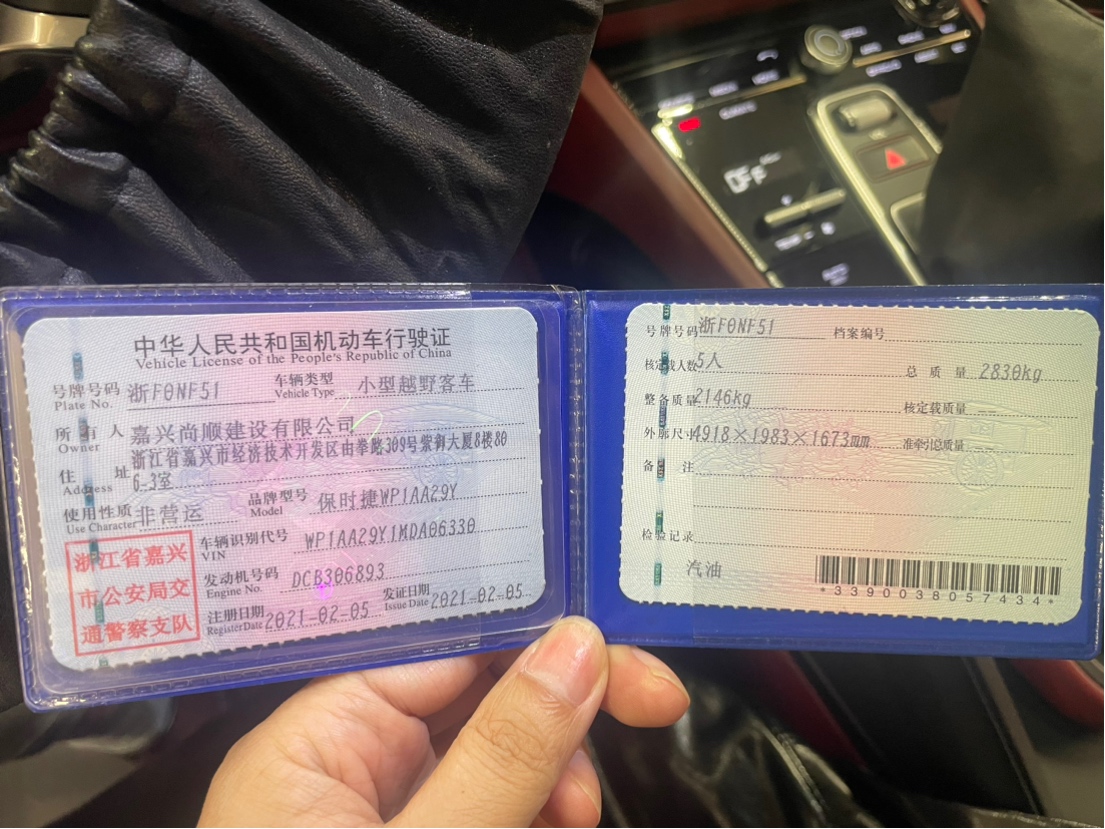 中华人民共和国机动车行驶证
Vehicle License of the People's Republic of China
号牌号码 浙F0NF51 车辆类型 小型越野客车
Plate No. Vehicle Type
所有人 嘉兴尚顺建设有限公司
Owner
浙江省嘉兴市经济技术开发区由拳路309号紫御大厦8楼80
住址 6-3室
Address
使用性质 非营运 品牌型号 保时捷WP1AA29Y
Use Character Model
浙江省嘉兴
市公安局交
通警察支队
车辆识别代号 WP1AA29Y1MDA06330
VIN
发动机号码 DCB306893
Engine No.
注册日期 2021-02-05 发证日期 2021-02-05
Register Date Issue Date
号牌号码 浙F0NF51 档案编号
核定载人数 5人 总质量 2830kg
整备质量 2146kg 核定载质量 --
外廓尺寸 4918×1983×1673mm 准牵引总质量
备注
检验记录
汽油
*3390038057434*
OFF